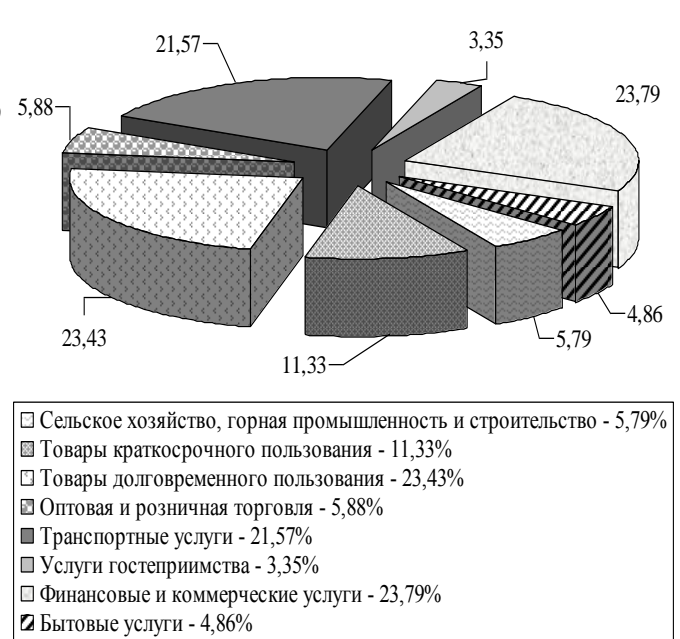 21,57
3,35
5,88
23,79
23,43
11,33
5,79
4,86
Сельское хозяйство, горная промышленность и строительство - 5,79%
Товары краткосрочного пользования - 11,33%
Товары долговременного пользования - 23,43%
Оптовая и розничная торговля - 5,88%
Транспортные услуги - 21,57%
Услуги гостеприимства - 3,35%
Финансовые и коммерческие услуги - 23,79%
Бытовые услуги - 4,86%